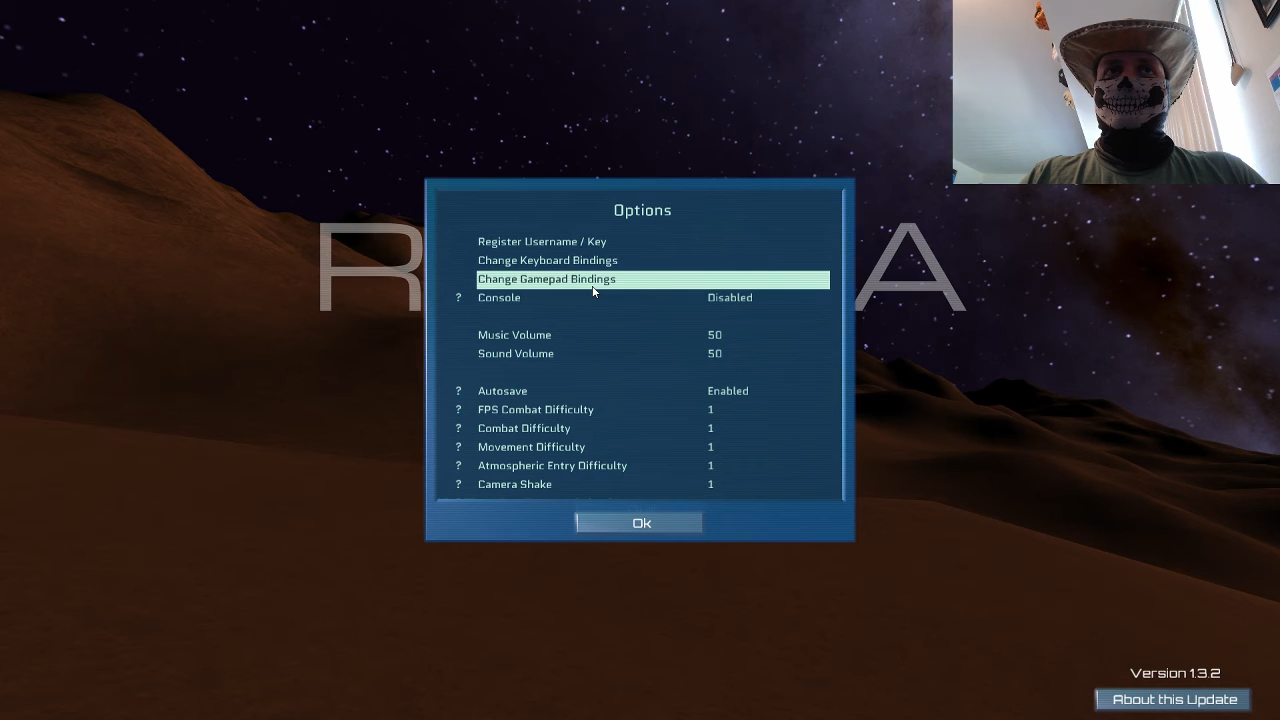 Options
Register Username / Key
Change Keyboard Bindings
Change Gamepad Bindings
? Console Disabled
Music Volume 50
Sound Volume 50
? Autosave Enabled
? FPS Combat Difficulty 1
? Combat Difficulty 1
? Movement Difficulty 1
? Atmospheric Entry Difficulty 1
? Camera Shake 1
Ok
Version 1.3.2
About this Update